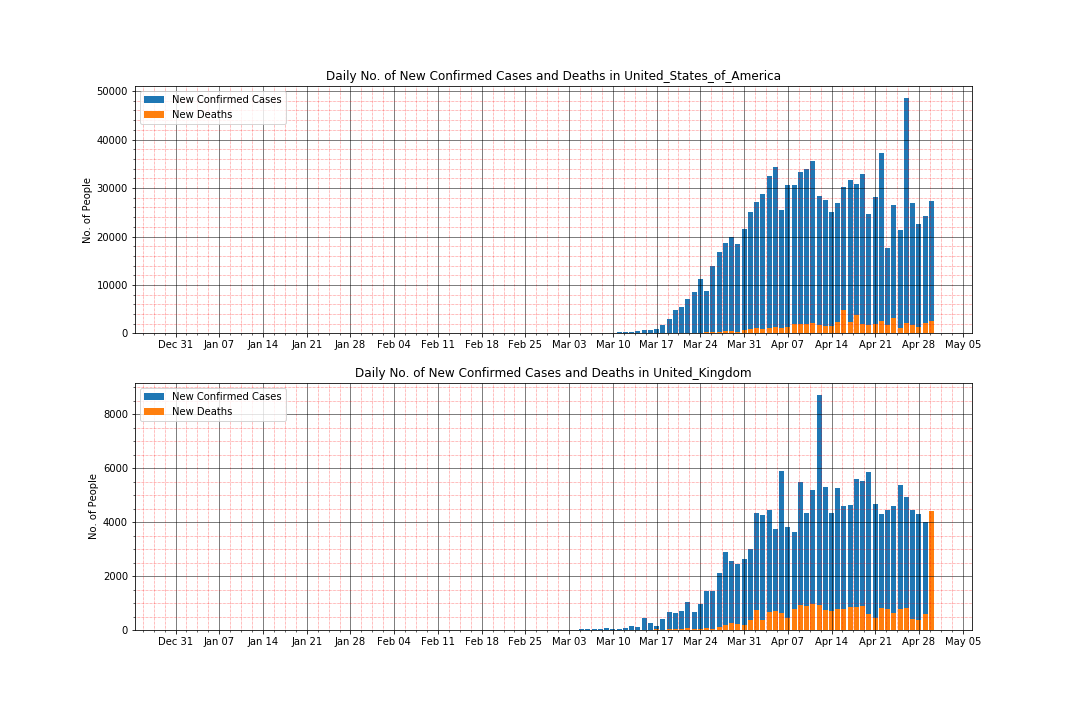 Daily No. of New Confirmed Cases and Deaths in United_States_of_America
50000
40000
30000
20000
10000
0
No. of People
New Confirmed Cases
New Deaths
Dec 31 Jan 07 Jan 14 Jan 21 Jan 28 Feb 04 Feb 11 Feb 18 Feb 25 Mar 03 Mar 10 Mar 17 Mar 24 Mar 31 Apr 07 Apr 14 Apr 21 Apr 28 May 05
Daily No. of New Confirmed Cases and Deaths in United_Kingdom
8000
6000
4000
2000
0
No. of People
New Confirmed Cases
New Deaths
Dec 31 Jan 07 Jan 14 Jan 21 Jan 28 Feb 04 Feb 11 Feb 18 Feb 25 Mar 03 Mar 10 Mar 17 Mar 24 Mar 31 Apr 07 Apr 14 Apr 21 Apr 28 May 05